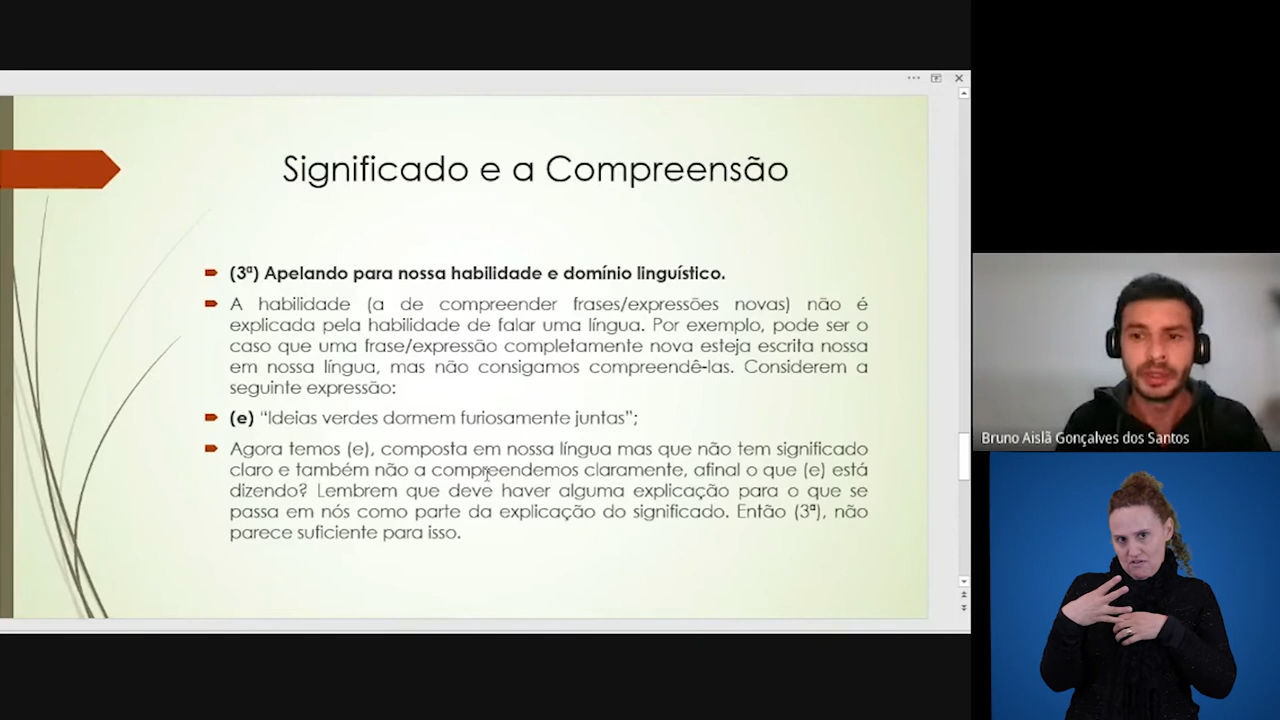 Significado e a Compreensão
(3ª) Apelando para nossa habilidade e domínio linguístico.
A habilidade (a de compreender frases/expressões novas) não é
explicada pela habilidade de falar uma língua. Por exemplo, pode ser o
caso que uma frase/expressão completamente nova esteja escrita nossa
em nossa língua, mas não consigamos compreendê-las. Considerem a
seguinte expressão:
(e) “Ideias verdes dormem furiosamente juntas”;
Agora temos (e), composta em nossa língua mas que não tem significado
claro e também não a compreendemos claramente, afinal o que (e) está
dizendo? Lembrem que deve haver alguma explicação para o que se
passa em nós como parte da explicação do significado. Então (3ª), não
parece suficiente para isso.
Bruno Aislã Gonçalves dos Santos